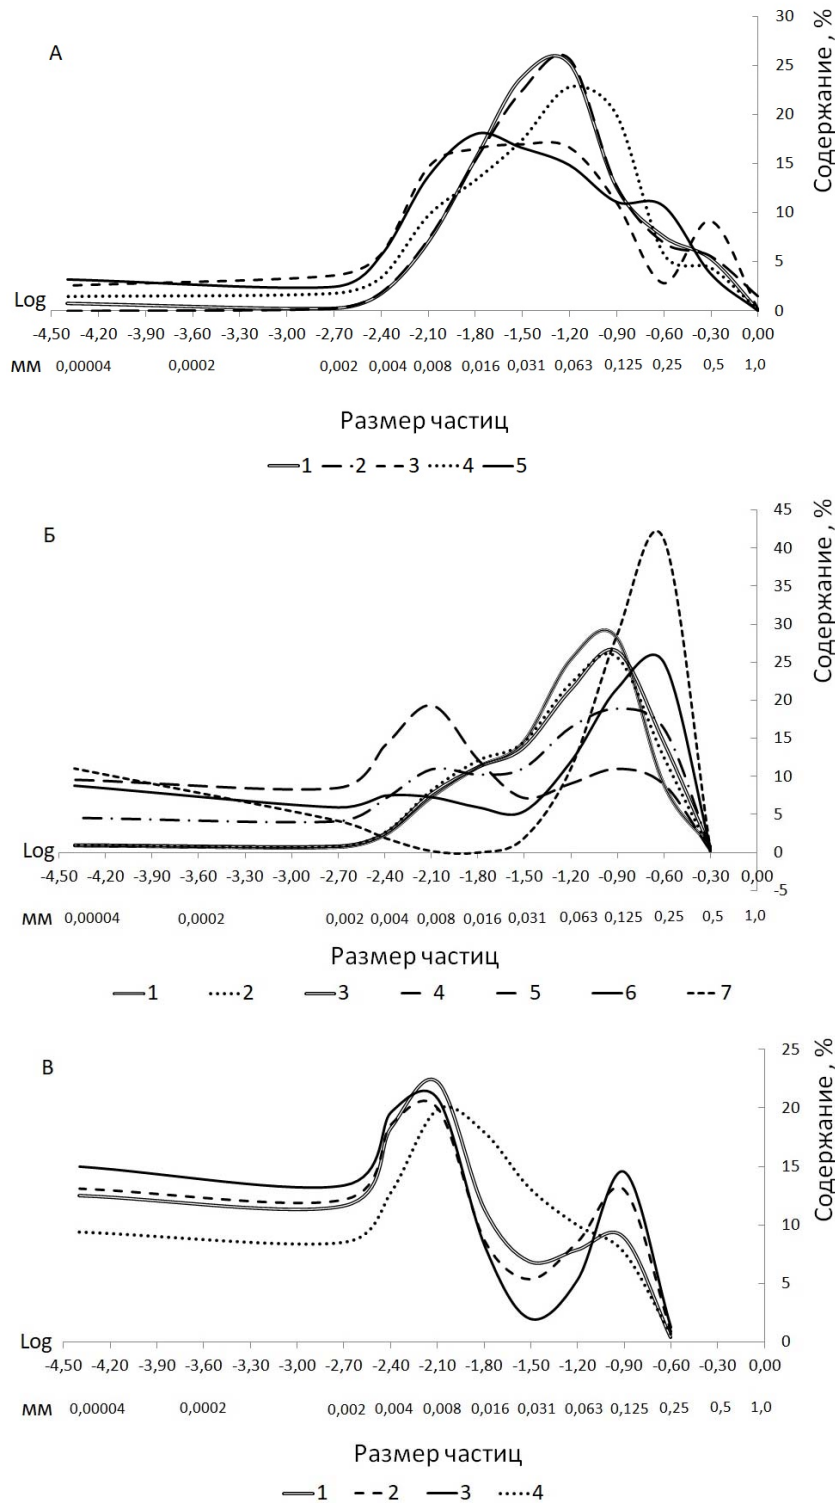 А
Содержание , %
30
25
20
15
10
5
0
Log
-4,50 -4,20 -3,90 -3,60 -3,30 -3,00 -2,70 -2,40 -2,10 -1,80 -1,50 -1,20 -0,90 -0,60 -0,30 0,00
мм 0,00004 0,0002 0,002 0,004 0,008 0,016 0,031 0,063 0,125 0,25 0,5 1,0
Размер частиц
1 2 3 4 5
Б
Содержание , %
45
40
35
30
25
20
15
10
5
0
-5
Log
-4,50 -4,20 -3,90 -3,60 -3,30 -3,00 -2,70 -2,40 -2,10 -1,80 -1,50 -1,20 -0,90 -0,60 -0,30 0,00
мм 0,00004 0,0002 0,002 0,004 0,008 0,016 0,031 0,063 0,125 0,25 0,5 1,0
Размер частиц
1 2 3 4 5 6 7
В
Содержание , %
25
20
15
10
5
0
Log
-4,50 -4,20 -3,90 -3,60 -3,30 -3,00 -2,70 -2,40 -2,10 -1,80 -1,50 -1,20 -0,90 -0,60 -0,30 0,00
мм 0,00004 0,0002 0,002 0,004 0,008 0,016 0,031 0,063 0,125 0,25 0,5 1,0
Размер частиц
1 2 3 4